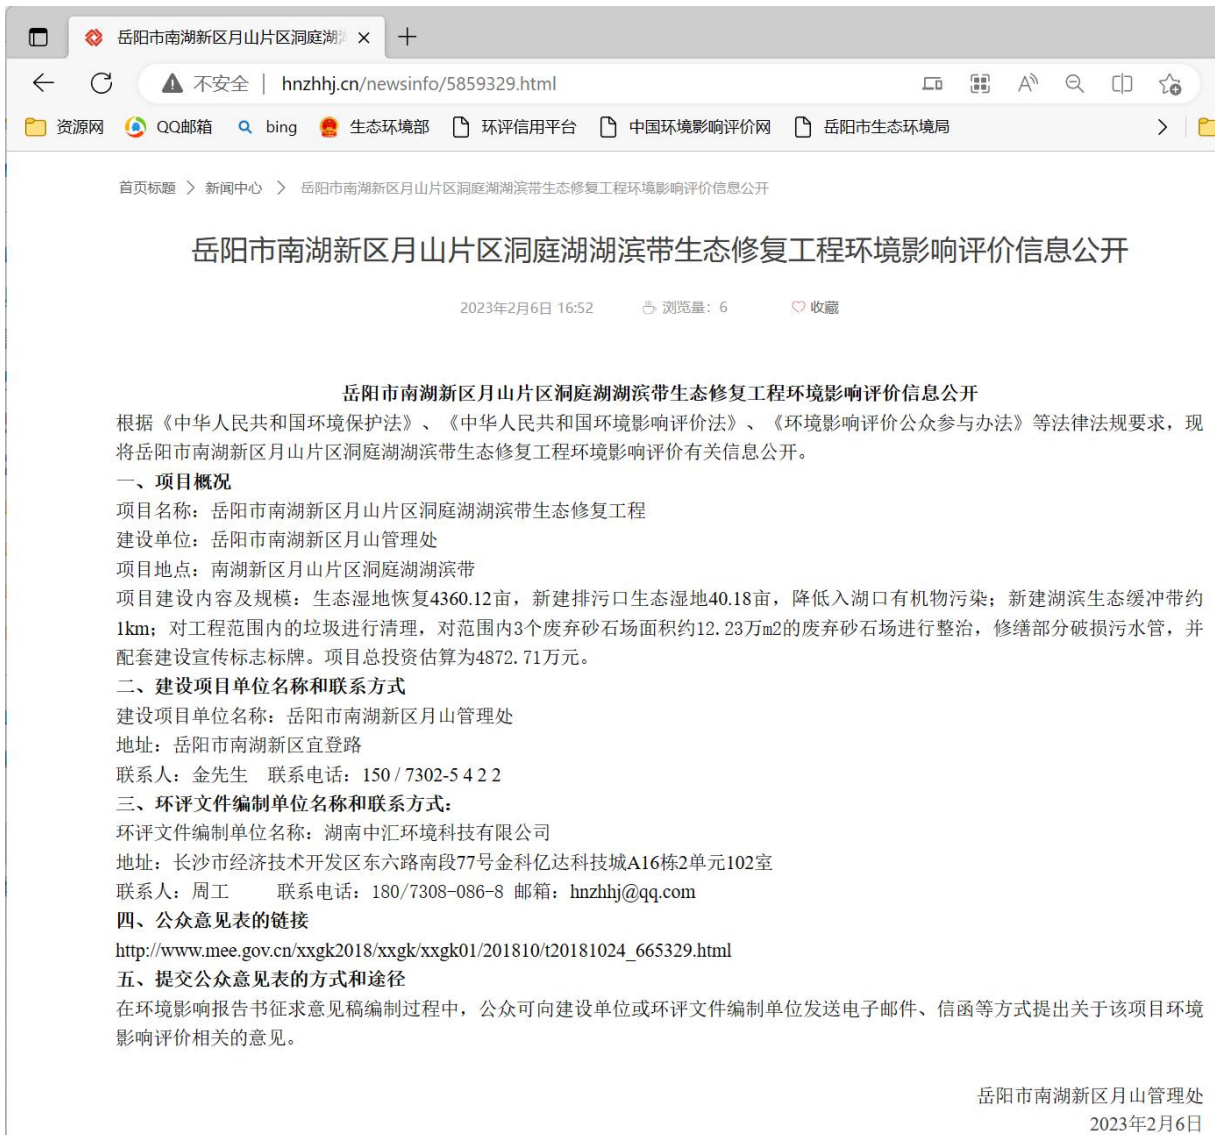 岳阳市南湖新区月山片区洞庭湖
不安全 | hnzhhj.cn/newsinfo/5859329.html
资源网 QQ邮箱 bing 生态环境部 环评信用平台 中国环境影响评价网 岳阳市生态环境局
首页标题 > 新闻中心 > 岳阳市南湖新区月山片区洞庭湖湖滨带生态修复工程环境影响评价信息公开
岳阳市南湖新区月山片区洞庭湖湖滨带生态修复工程环境影响评价信息公开
2023年2月6日 16:52 浏览量：6 收藏
岳阳市南湖新区月山片区洞庭湖湖滨带生态修复工程环境影响评价信息公开
根据《中华人民共和国环境保护法》、《中华人民共和国环境影响评价法》、《环境影响评价公众参与办法》等法律法规要求，现
将岳阳市南湖新区月山片区洞庭湖湖滨带生态修复工程环境影响评价有关信息公开。
一、项目概况
项目名称：岳阳市南湖新区月山片区洞庭湖湖滨带生态修复工程
建设单位：岳阳市南湖新区月山管理处
项目地点：南湖新区月山片区洞庭湖湖滨带
项目建设内容及规模：生态湿地恢复4360.12亩，新建排污口生态湿地40.18亩，降低入湖口有机物污染；新建湖滨生态缓冲带约
1km；对工程范围内的垃圾进行清理，对范围内3个废弃砂石场面积约12.23万m2的废弃砂石场进行整治，修缮部分破损污水管，并
配套建设宣传标志标牌。项目总投资估算为4872.71万元。
二、建设项目单位名称和联系方式
建设项目单位名称：岳阳市南湖新区月山管理处
地址：岳阳市南湖新区宜登路
联系人：金先生 联系电话：150 / 7302-5 4 2 2
三、环评文件编制单位名称和联系方式：
环评文件编制单位名称：湖南中汇环境科技有限公司
地址：长沙市经济技术开发区东六路南段77号金科亿达科技城A16栋2单元102室
联系人：周工 联系电话：180/7308-086-8 邮箱：hnzhhj@qq.com
四、公众意见表的链接
http://www.mee.gov.cn/xxgk2018/xxgk/xxgk01/201810/t20181024_665329.html
五、提交公众意见表的方式和途径
在环境影响报告书征求意见稿编制过程中，公众可向建设单位或环评文件编制单位发送电子邮件、信函等方式提出关于该项目环境
影响评价相关的意见。
岳阳市南湖新区月山管理处
2023年2月6日